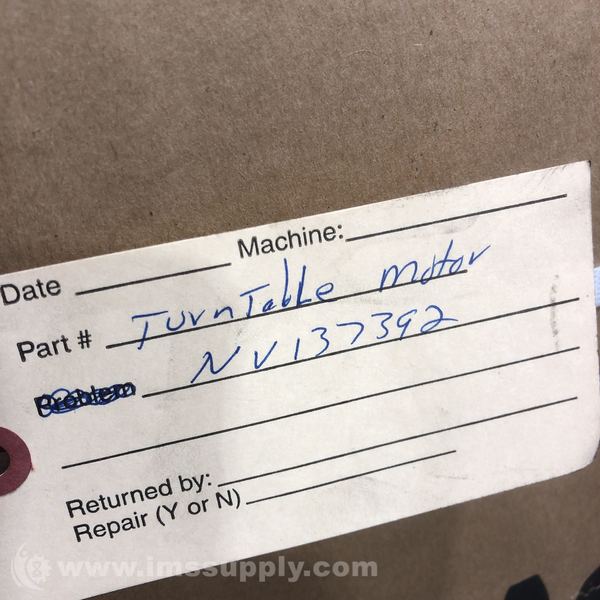 Date Machine:
Part # TurnTable motor
Problem NV137392
Returned by:
Repair (Y or N)
www.imssupply.com